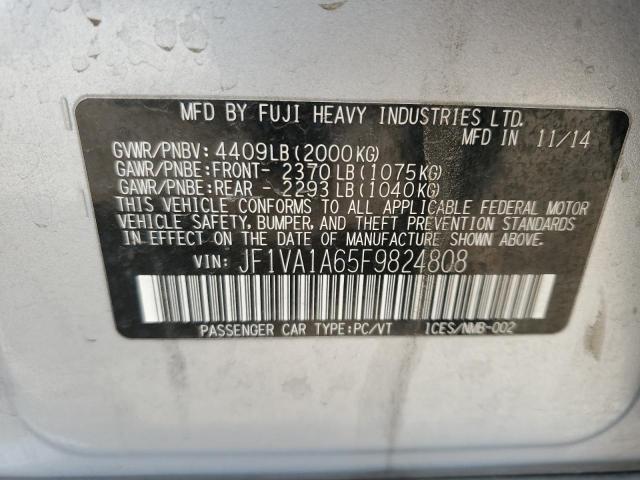 MFD BY FUJI HEAVY INDUSTRIES LTD.
MFD IN 11/14
GVWR/PNBV: 4409LB(2000KG)
GAWR/PNBE:FRONT- 2370LB(1075KG)
GAWR/PNBE:REAR - 2293LB(1040KG)
THIS VEHICLE CONFORMS TO ALL APPLICABLE FEDERAL MOTOR
VEHICLE SAFETY, BUMPER, AND THEFT PREVENTION STANDARDS
IN EFFECT ON THE DATE OF MANUFACTURE SHOWN ABOVE.
VIN: JF1VA1A65F9824808
PASSENGER CAR TYPE:PC/VT ICES/NMB-002